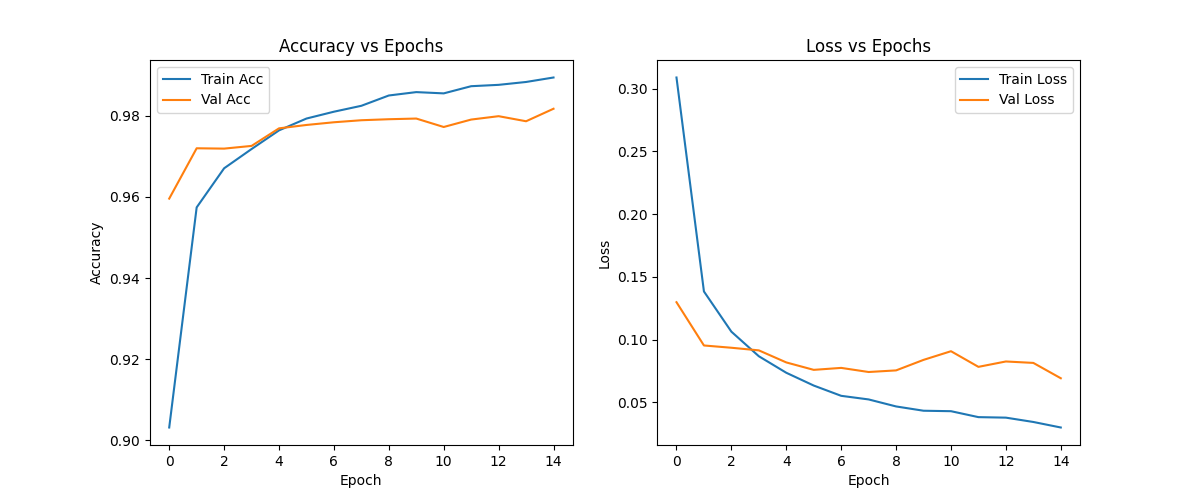 Accuracy vs Epochs
Train Acc
Val Acc
0.98
0.96
0.94
0.92
0.90
Accuracy
0 2 4 6 8 10 12 14
Epoch
Loss vs Epochs
Train Loss
Val Loss
0.30
0.25
0.20
0.15
0.10
0.05
Loss
0 2 4 6 8 10 12 14
Epoch